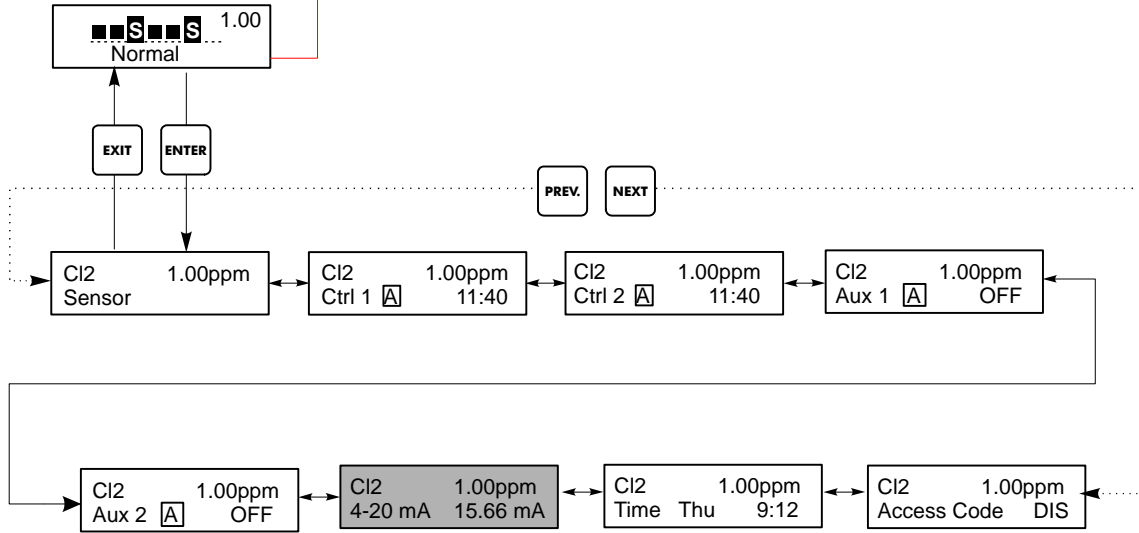 S S 1.00
Normal
EXIT ENTER
PREV. NEXT
Cl2 1.00ppm
Sensor
Cl2 1.00ppm
Ctrl 1 A 11:40
Cl2 1.00ppm
Ctrl 2 A 11:40
Cl2 1.00ppm
Aux 1 A OFF
Cl2 1.00ppm
Aux 2 A OFF
Cl2 1.00ppm
4-20 mA 15.66 mA
Cl2 1.00ppm
Time Thu 9:12
Cl2 1.00ppm
Access Code DIS